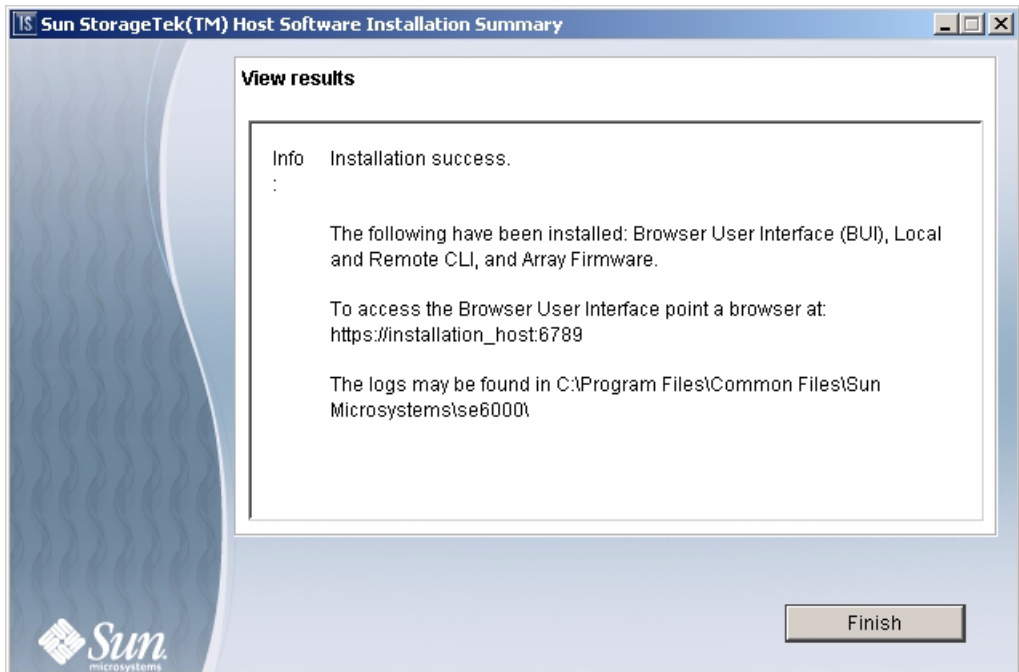 Sun StorageTek(TM) Host Software Installation Summary
View results
Info
:
Installation success.
The following have been installed: Browser User Interface (BUI), Local
and Remote CLI, and Array Firmware.
To access the Browser User Interface point a browser at:
https://installation_host:6789
The logs may be found in C:\Program Files\Common Files\Sun
Microsystems\se6000\
Finish
Sun
microsystems